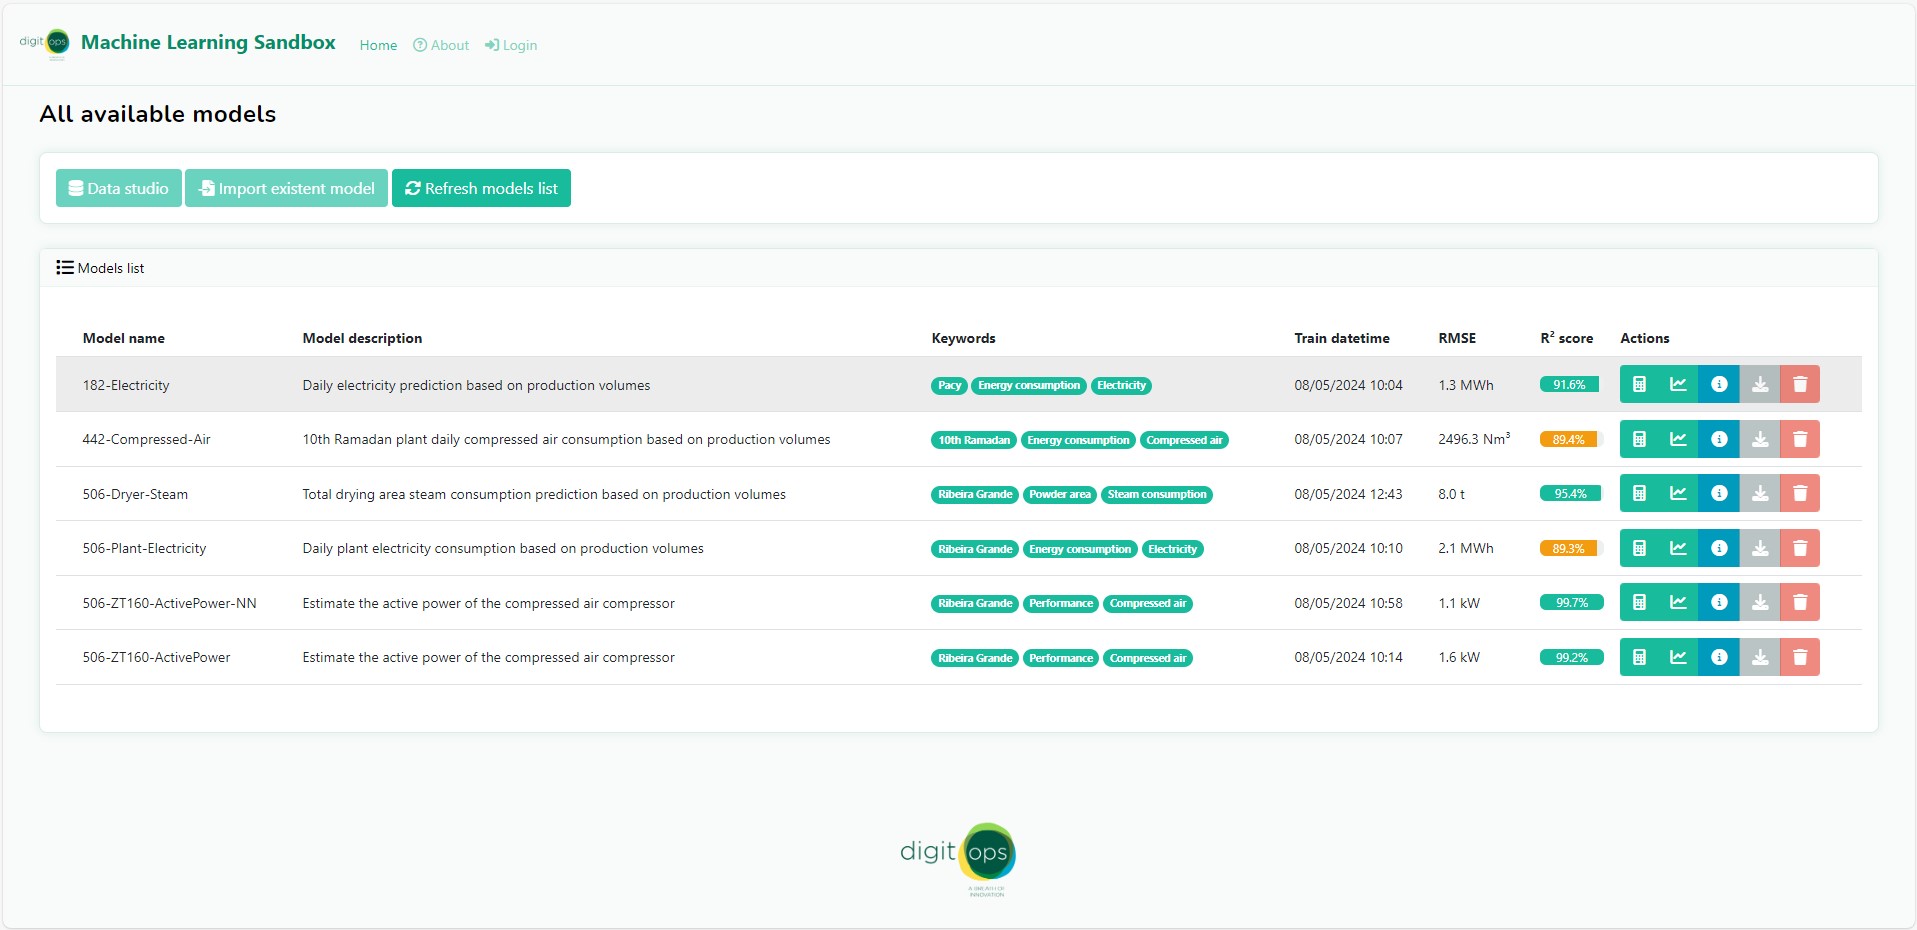 digit ops Machine Learning Sandbox Home About Login
All available models
Data studio Import existent model Refresh models list
Models list
Model name Model description Keywords Train datetime RMSE R² score Actions
182-Electricity Daily electricity prediction based on production volumes Pacy Energy consumption Electricity 08/05/2024 10:04 1.3 MWh 91.6%
442-Compressed-Air 10th Ramadan plant daily compressed air consumption based on production volumes 10th Ramadan Energy consumption Compressed air 08/05/2024 10:07 2496.3 Nm³ 89.4%
506-Dryer-Steam Total drying area steam consumption prediction based on production volumes Ribeira Grande Powder area Steam consumption 08/05/2024 12:43 8.0 t 95.4%
506-Plant-Electricity Daily plant electricity consumption based on production volumes Ribeira Grande Energy consumption Electricity 08/05/2024 10:10 2.1 MWh 89.3%
506-ZT160-ActivePower-NN Estimate the active power of the compressed air compressor Ribeira Grande Performance Compressed air 08/05/2024 10:58 1.1 kW 99.7%
506-ZT160-ActivePower Estimate the active power of the compressed air compressor Ribeira Grande Performance Compressed air 08/05/2024 10:14 1.6 kW 99.2%
digit ops
A BREATH OF
INNOVATION